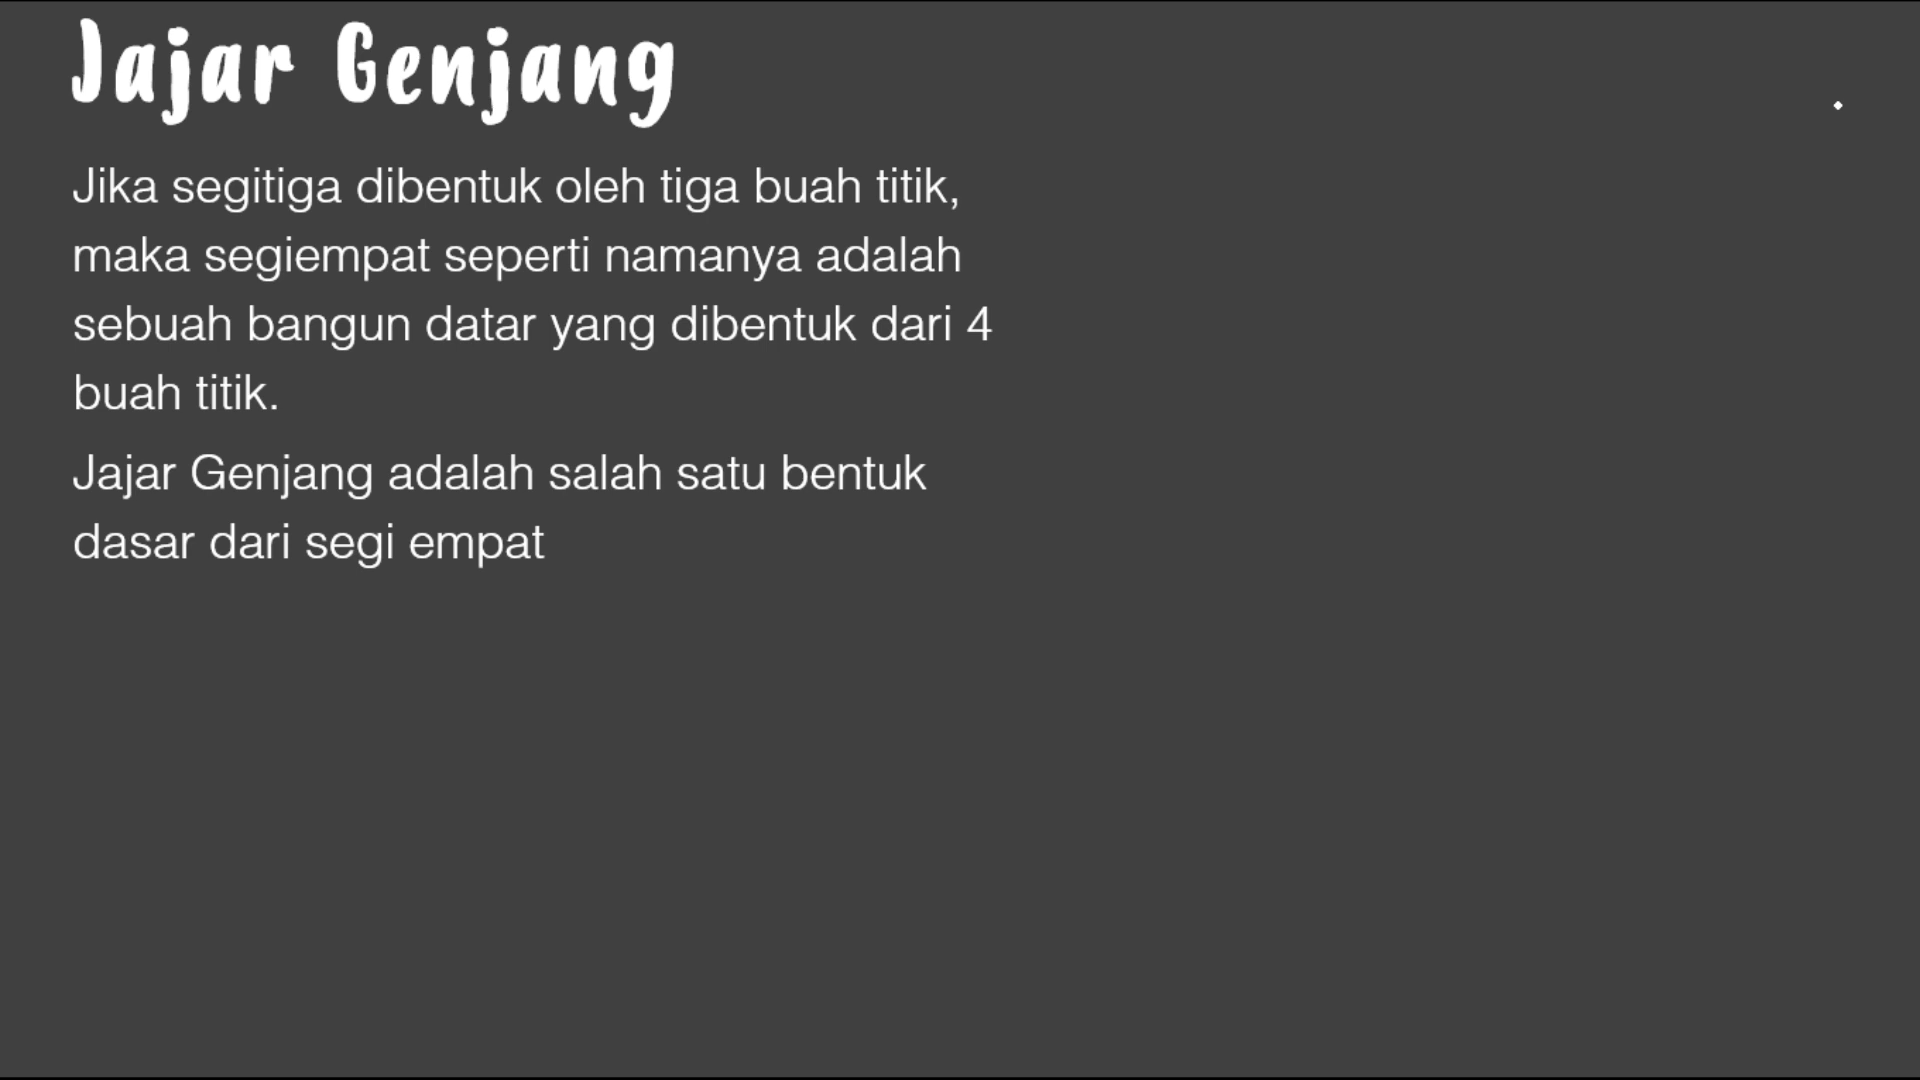 Jajar Genjang
Jika segitiga dibentuk oleh tiga buah titik,
maka segiempat seperti namanya adalah
sebuah bangun datar yang dibentuk dari 4
buah titik.
Jajar Genjang adalah salah satu bentuk
dasar dari segi empat